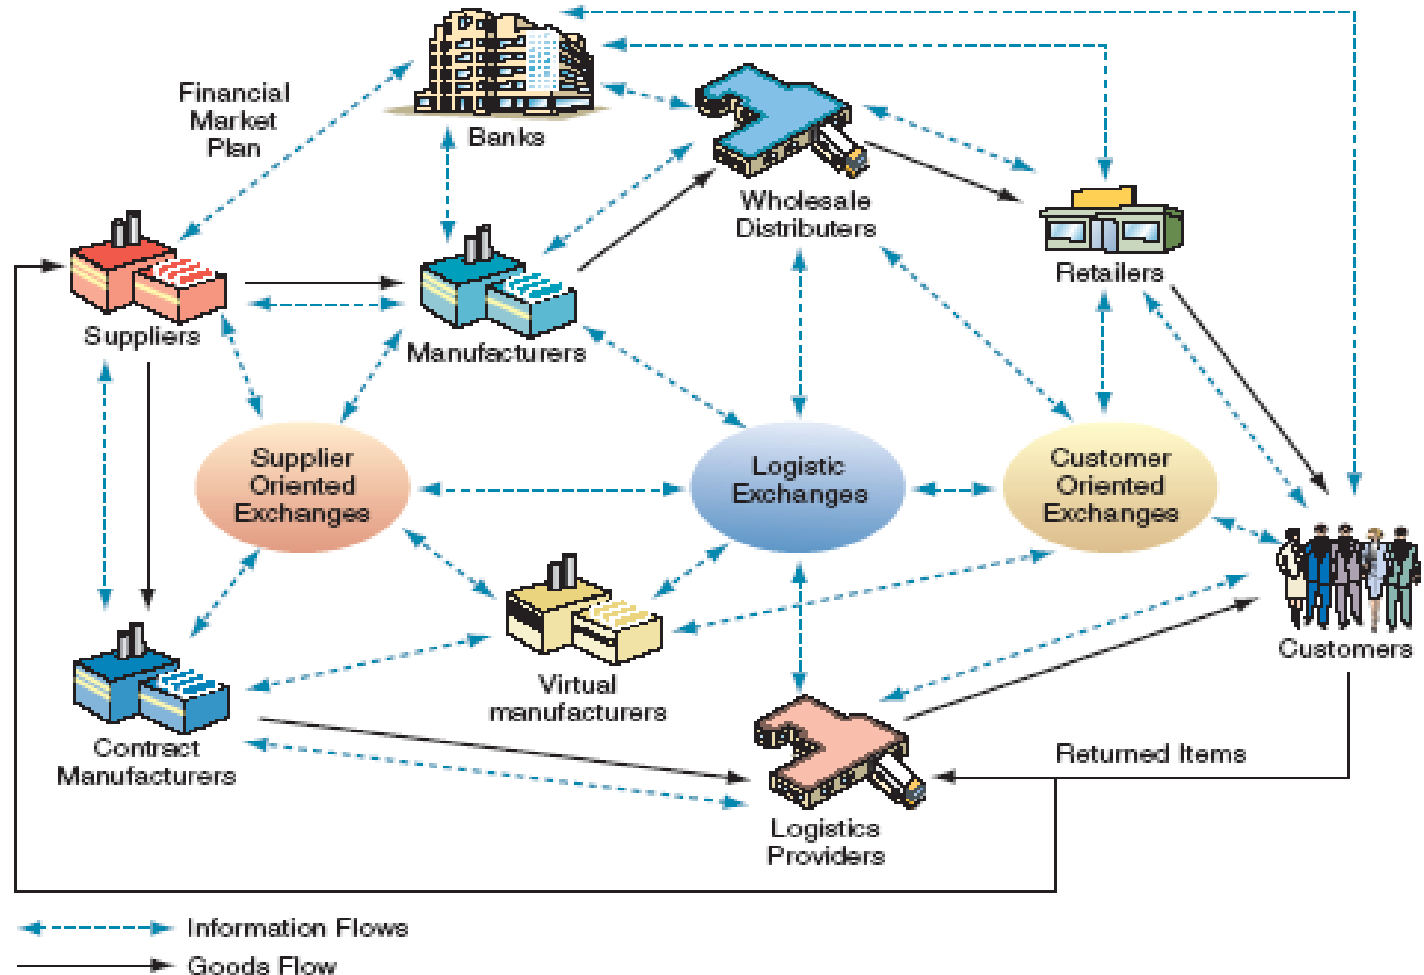 Financial
Market
Plan
Banks
Wholesale
Distributers
Retailers
Suppliers
Manufacturers
Supplier
Oriented
Exchanges
Logistic
Exchanges
Customer
Oriented
Exchanges
Customers
Virtual
manufacturers
Contract
Manufacturers
Returned Items
Logistics
Providers
Information Flows
Goods Flow